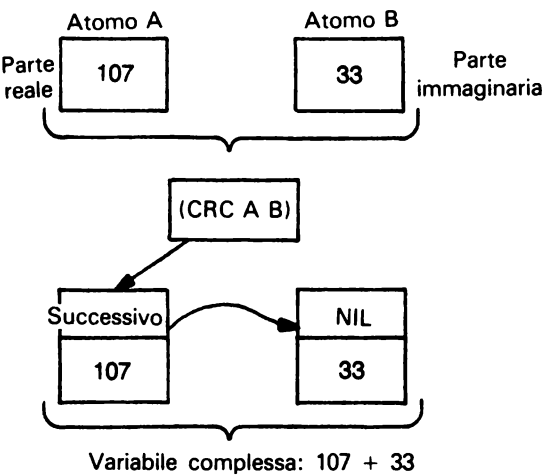 Atomo A
Atomo B
Parte reale
107
33
Parte immaginaria
(CRC A B)
Successivo
NIL
107
33
Variabile complessa: 107 + 33